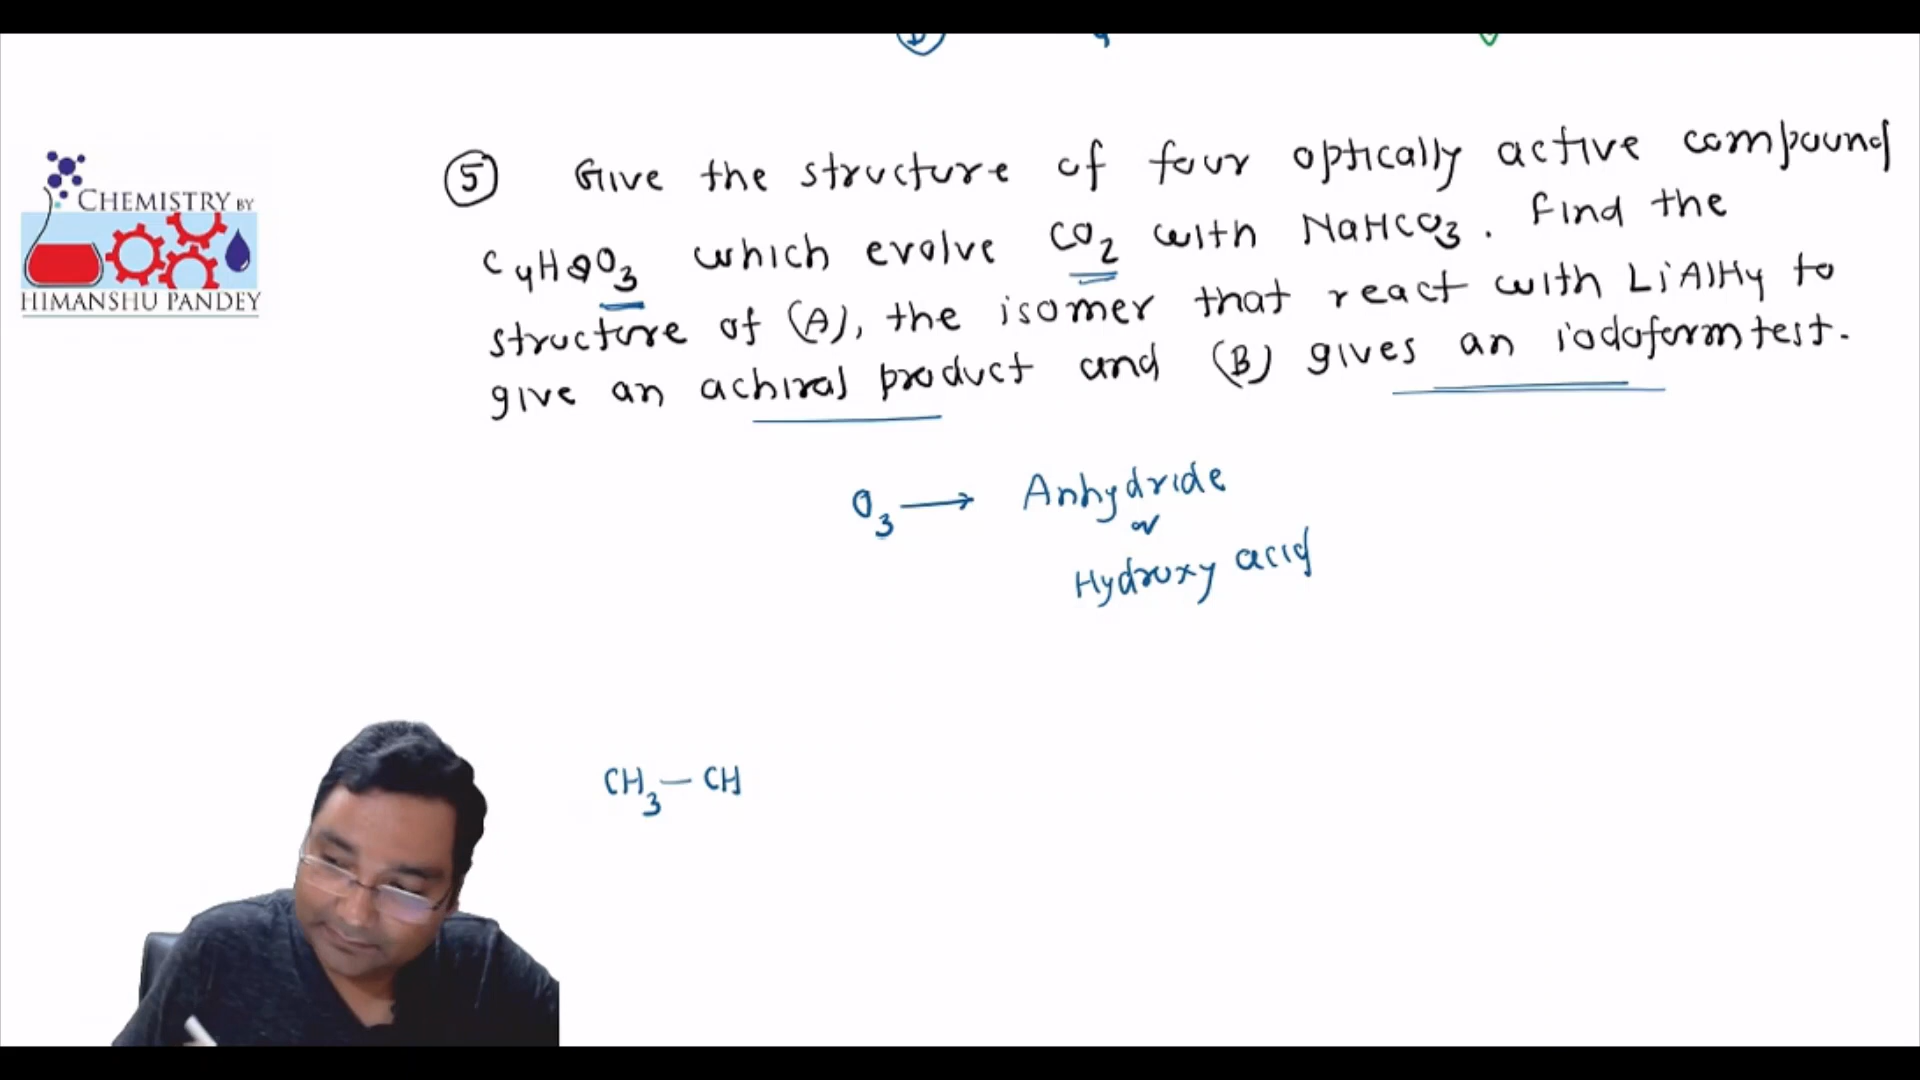 CHEMISTRY BY
HIMANSHU PANDEY
5 Give the structure of four optically active compound
C4H8O3 which evolve CO2 with NaHCO3. Find the
structure of (A), the isomer that react with LiAlH4 to
give an achiral product and (B) gives an iodoform test.
O3 → Anhydride
or
Hydroxy acid
CH3 — CH